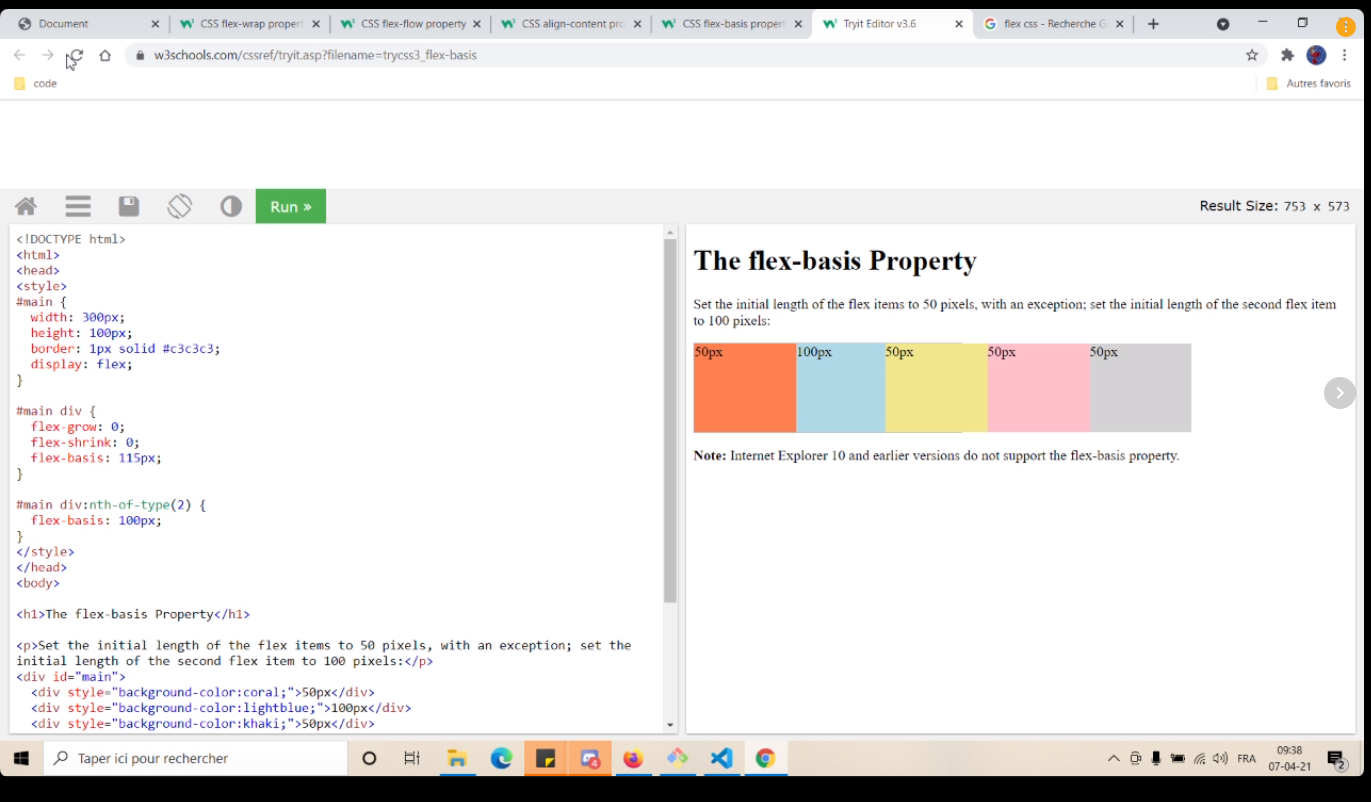 Document
CSS flex-wrap propert
CSS flex-flow property
CSS align-content pro
CSS flex-basis propert
Tryit Editor v3.6
flex css - Recherche G
w3schools.com/cssref/tryit.asp?filename=trycss3_flex-basis
code
Autres favoris
Run »
Result Size: 753 x 573
<!DOCTYPE html>
<html>
<head>
<style>
#main {
  width: 300px;
  height: 100px;
  border: 1px solid #c3c3c3;
  display: flex;
}

#main div {
  flex-grow: 0;
  flex-shrink: 0;
  flex-basis: 115px;
}

#main div:nth-of-type(2) {
  flex-basis: 100px;
}
</style>
</head>
<body>

<h1>The flex-basis Property</h1>

<p>Set the initial length of the flex items to 50 pixels, with an exception; set the
initial length of the second flex item to 100 pixels:</p>
<div id="main">
  <div style="background-color:coral;">50px</div>
  <div style="background-color:lightblue;">100px</div>
  <div style="background-color:khaki;">50px</div>
The flex-basis Property
Set the initial length of the flex items to 50 pixels, with an exception; set the initial length of the second flex item
to 100 pixels:
50px 100px 50px 50px 50px
Note: Internet Explorer 10 and earlier versions do not support the flex-basis property.
Taper ici pour rechercher
4
FRA
09:38
07-04-21
2